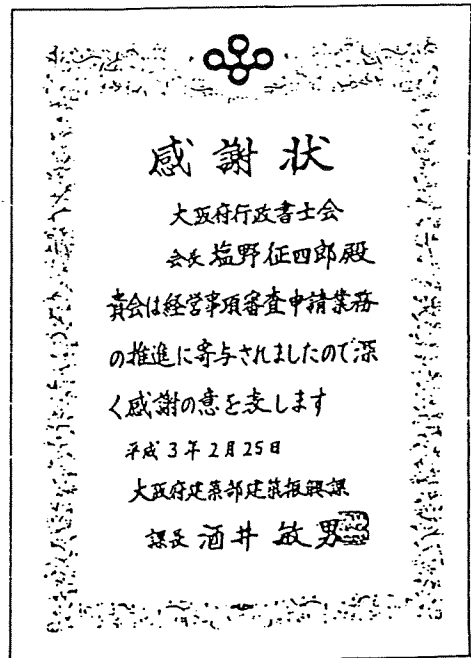 感謝状
大阪府行政書士会
会長 塩野征四郎殿
貴会は経営事項審査申請業務
の推進に寄与されましたので深
く感謝の意を表します
平成3年2月25日
大阪府建築部建築振興課
課長 酒井敏男